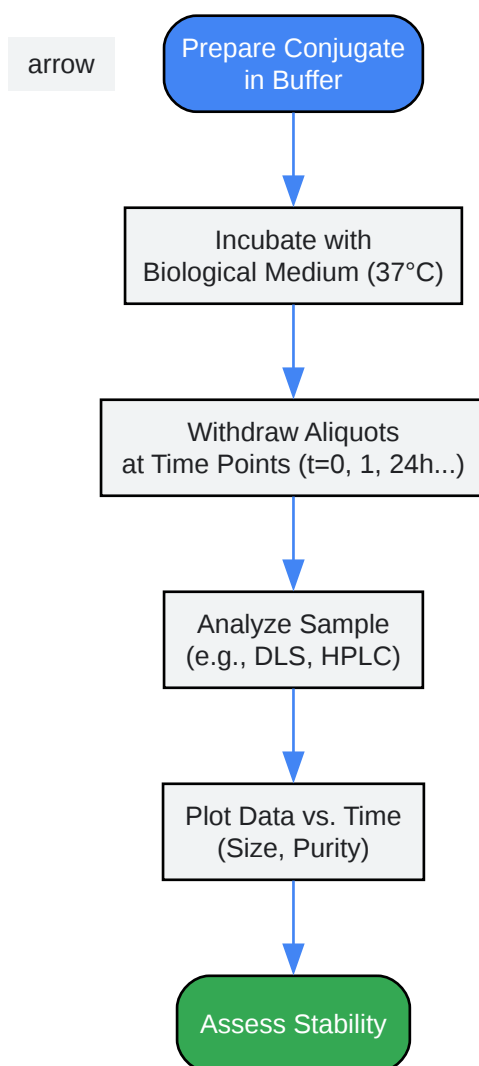 arrow
Prepare Conjugate
in Buffer
Incubate with
Biological Medium (37°C)
Withdraw Aliquots
at Time Points (t=0, 1, 24h...)
Analyze Sample
(e.g., DLS, HPLC)
Plot Data vs. Time
(Size, Purity)
Assess Stability